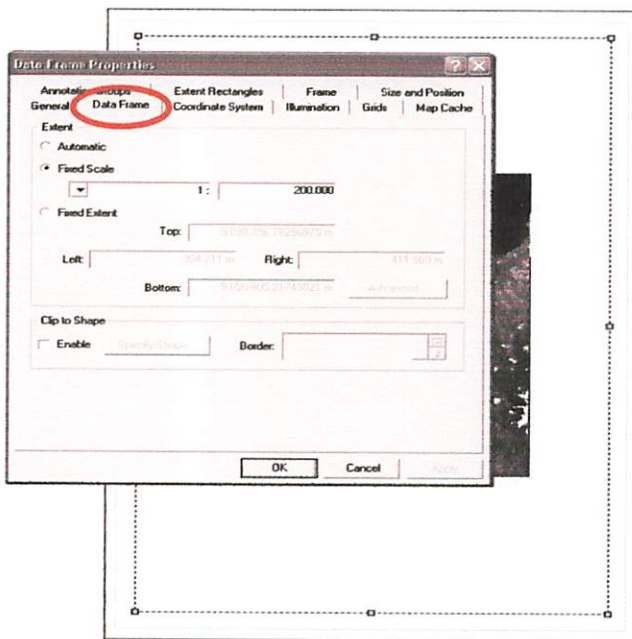 Data Frame Properties
Annotation Groups Extent Rectangles Frame Size and Position
General Data Frame Coordinate System Illumination Grids Map Cache
Extent
Automatic
Fixed Scale
1 : 200.000
Fixed Extent
Top:
Left: Right:
Bottom: Advanced
Clip to Shape
Enable Specify Shape Border:
OK Cancel Apply